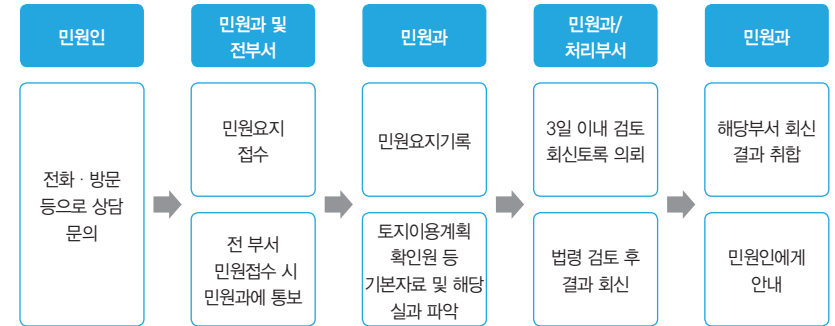 민원인
민원과 및
전부서
민원과
민원과/
처리부서
민원과
전화 · 방문
등으로 상담
문의
민원요지
접수
전 부서
민원접수 시
민원과에 통보
민원요지기록
토지이용계획
확인원 등
기본자료 및 해당
실과 파악
3일 이내 검토
회신토록 의뢰
법령 검토 후
결과 회신
해당부서 회신
결과 취합
민원인에게
안내